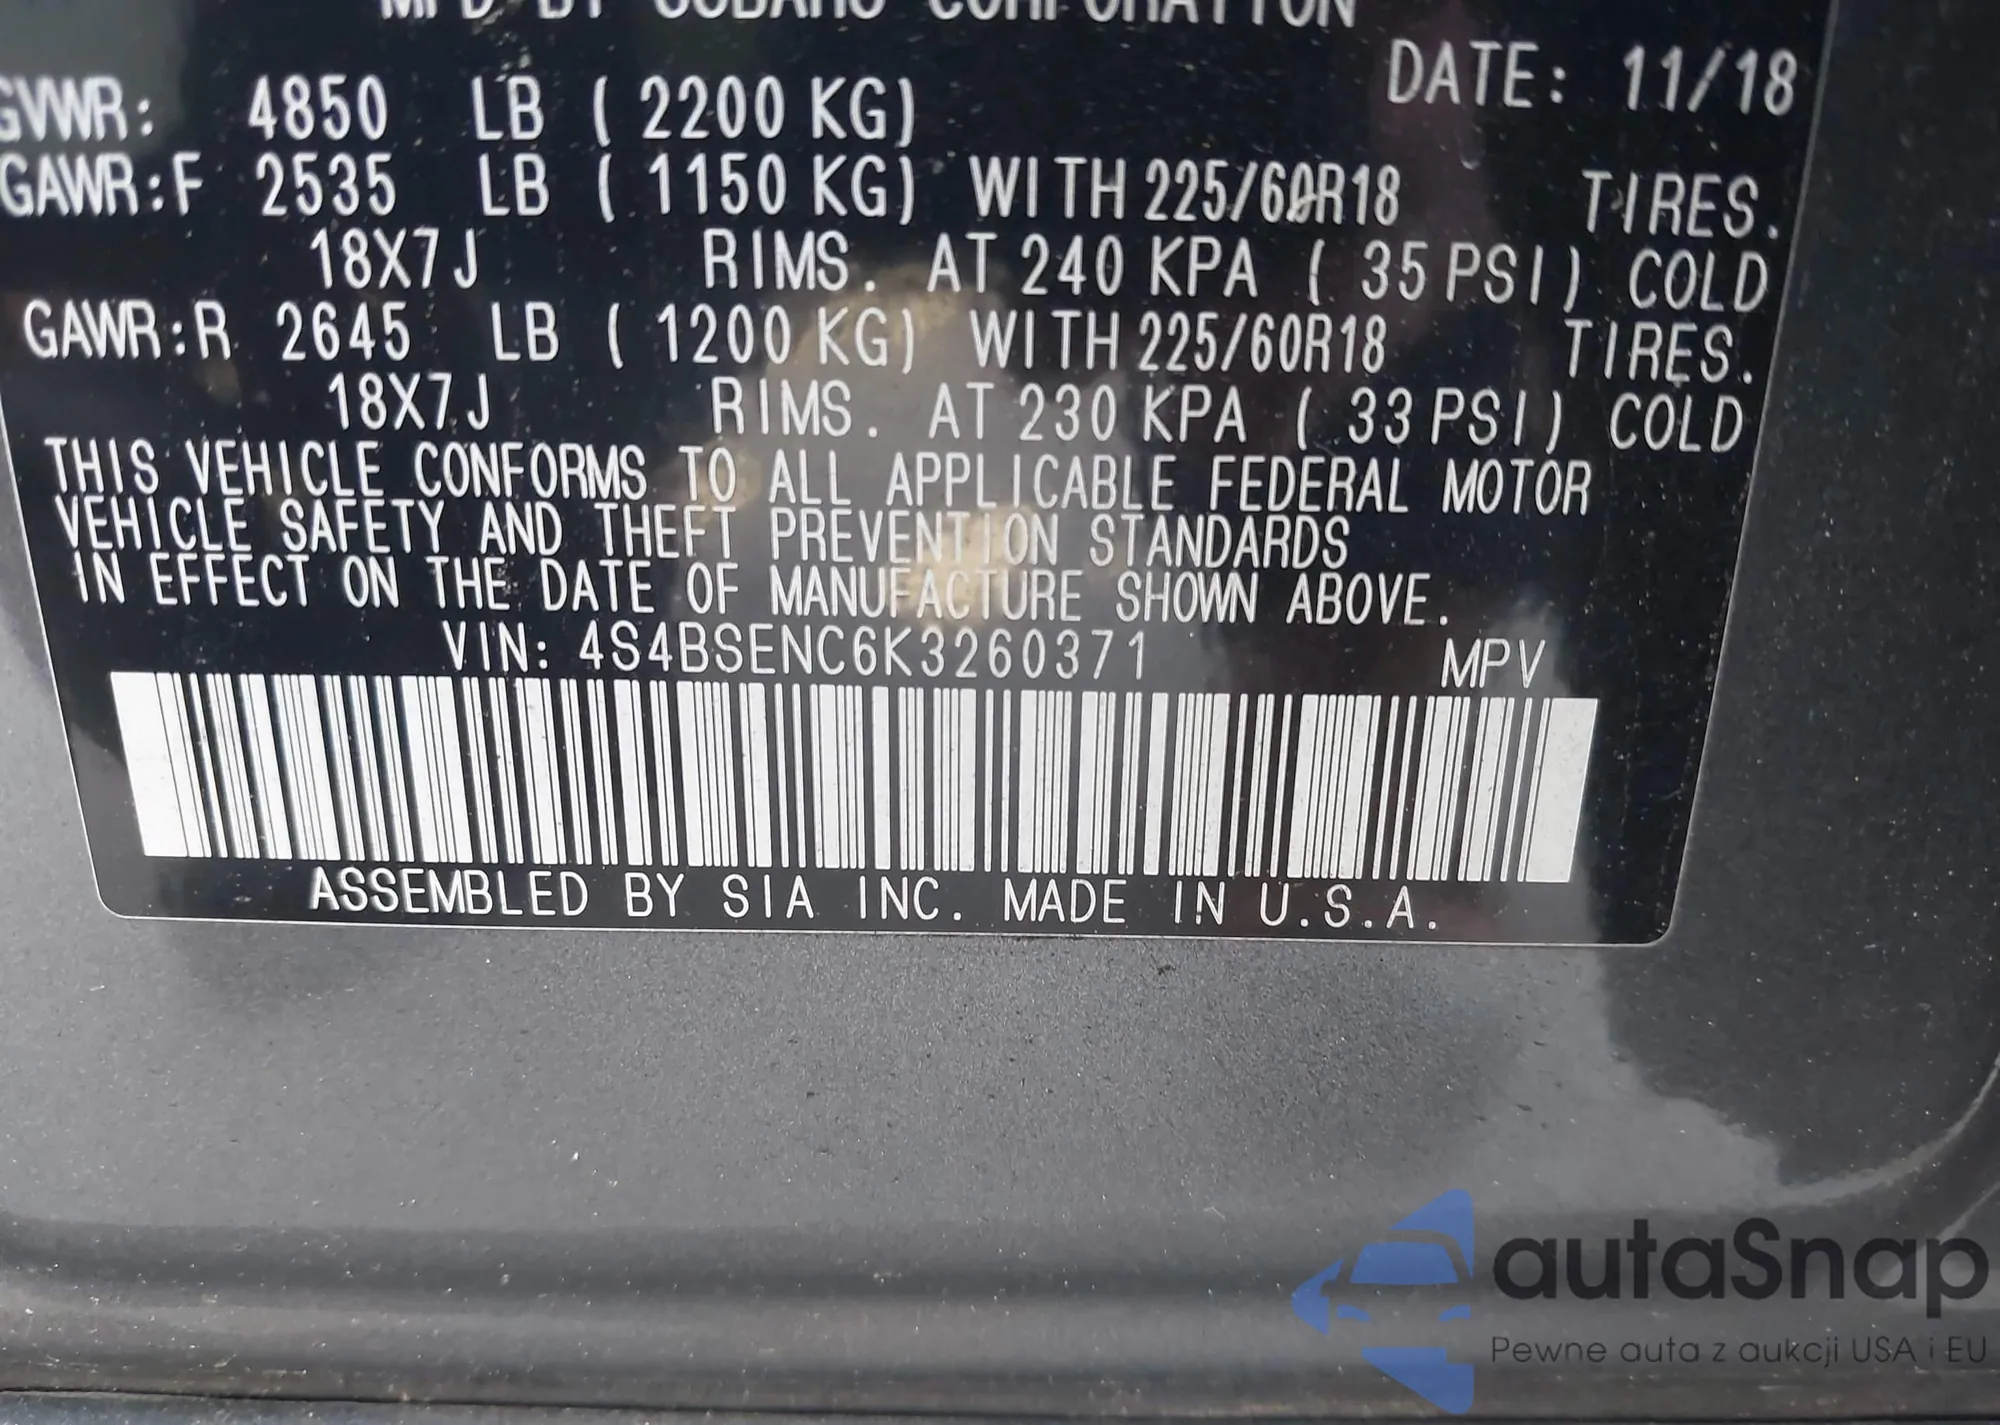 MFD BY SUBARU CORPORATION
DATE: 11/18
GVWR: 4850 LB ( 2200 KG)
GAWR:F 2535 LB ( 1150 KG) WITH 225/60R18 TIRES.
18X7J RIMS. AT 240 KPA ( 35 PSI) COLD
GAWR:R 2645 LB ( 1200 KG) WITH 225/60R18 TIRES.
18X7J RIMS. AT 230 KPA ( 33 PSI) COLD
THIS VEHICLE CONFORMS TO ALL APPLICABLE FEDERAL MOTOR
VEHICLE SAFETY AND THEFT PREVENTION STANDARDS
IN EFFECT ON THE DATE OF MANUFACTURE SHOWN ABOVE.
VIN: 4S4BSENC6K3260371 MPV
ASSEMBLED BY SIA INC. MADE IN U.S.A.
autaSnap
Pewne auta z aukcji USA i EU